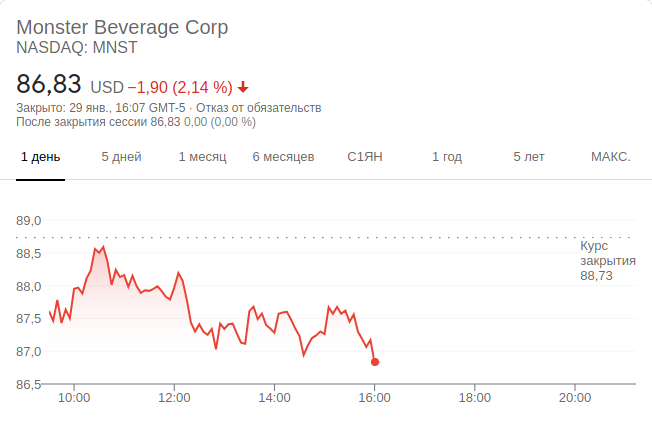 Monster Beverage Corp
NASDAQ: MNST
86,83 USD −1,90 (2,14 %)
Закрыто: 29 янв., 16:07 GMT-5 · Отказ от обязательств
После закрытия сессии 86,83 0,00 (0,00 %)
1 день 5 дней 1 месяц 6 месяцев С1ЯН 1 год 5 лет МАКС.
89,0
Курс
88,5
закрытия
88,73
88,0
87,5
87,0
86,5
10:00 12:00 14:00 16:00 18:00 20:00